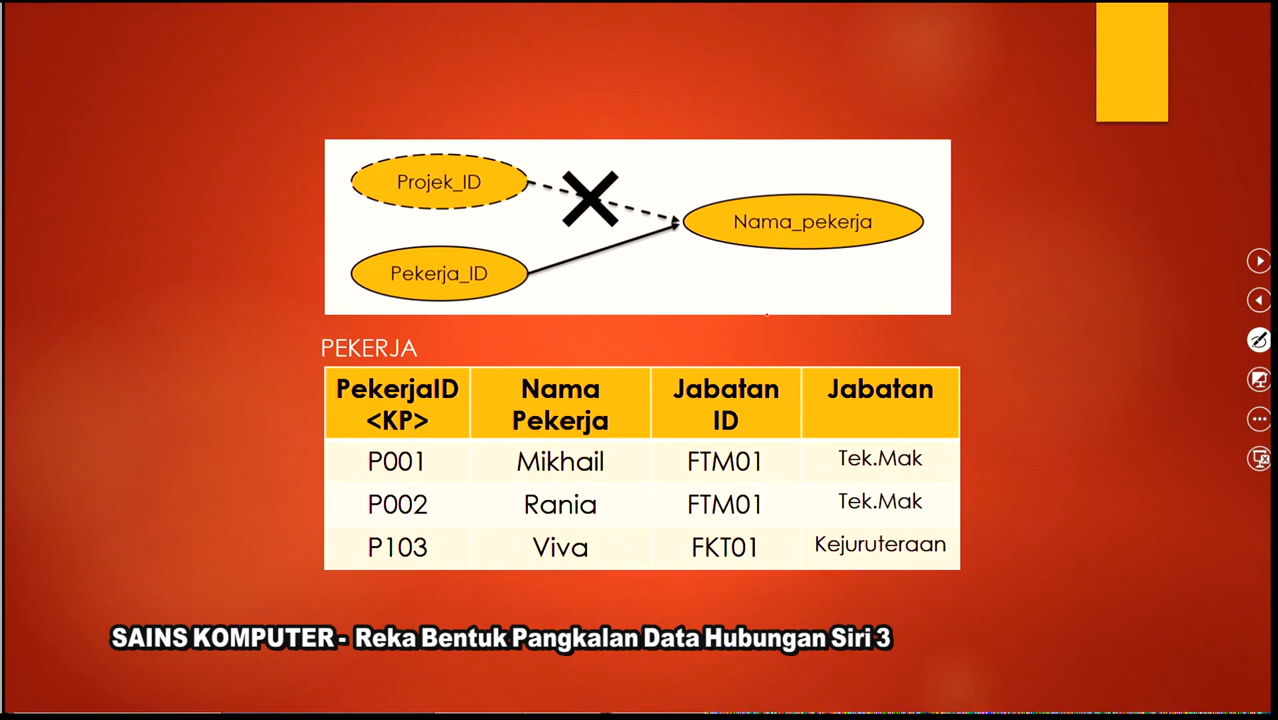 Projek_ID
Nama_pekerja
Pekerja_ID
PEKERJA
PekerjaID <KP> Nama Pekerja Jabatan ID Jabatan
P001 Mikhail FTM01 Tek.Mak
P002 Rania FTM01 Tek.Mak
P103 Viva FKT01 Kejuruteraan
SAINS KOMPUTER - Reka Bentuk Pangkalan Data Hubungan Siri 3